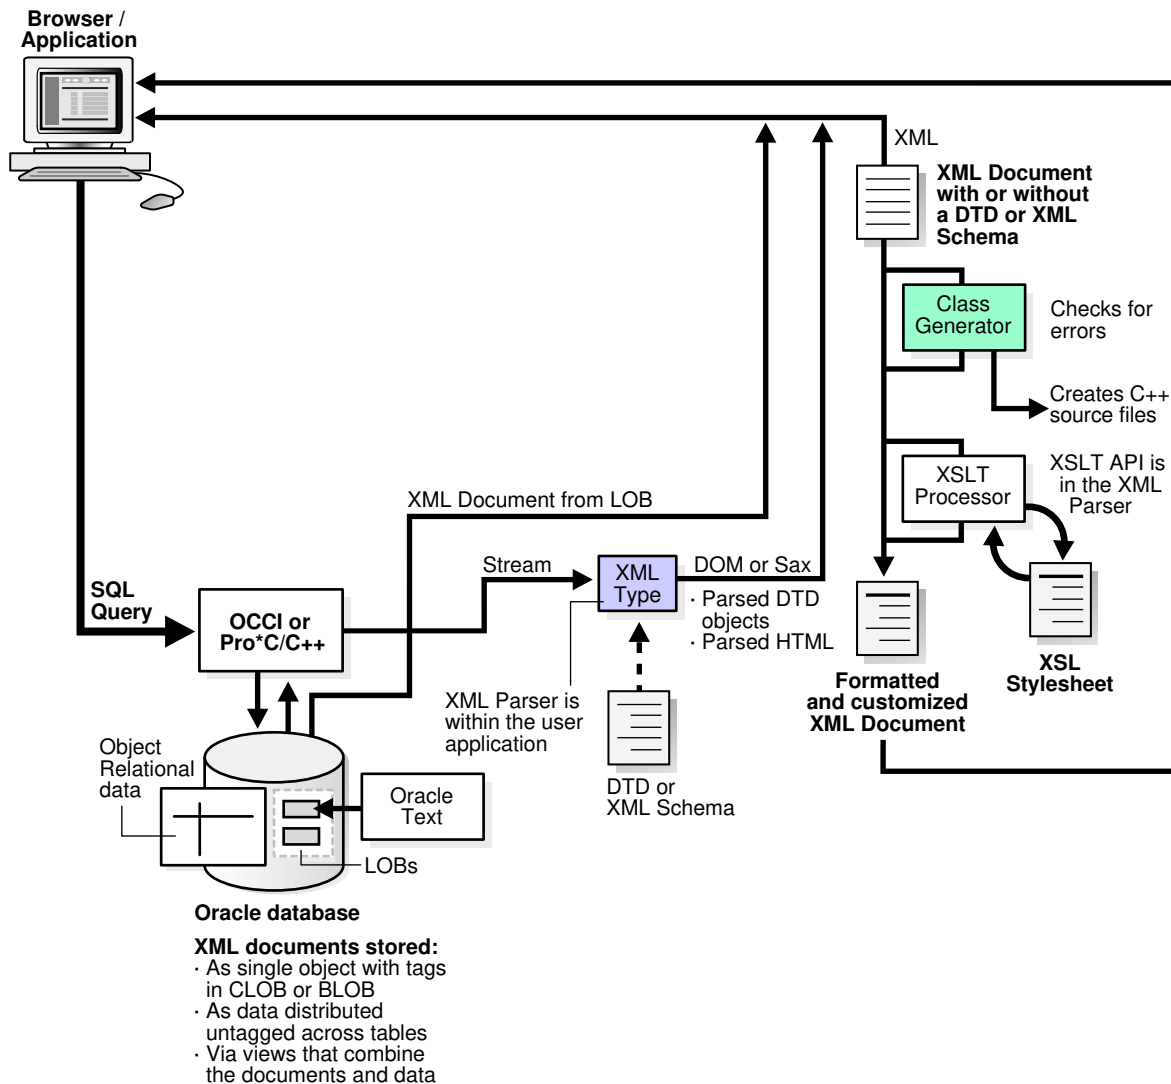 Browser /
Application
XML
XML Document
with or without
a DTD or XML
Schema
Class
Generator
Checks for
errors
Creates C++
source files
XSLT
Processor
XSLT API is
in the XML
Parser
XML Document from LOB
Stream
XML
Type
DOM or Sax
· Parsed DTD
objects
· Parsed HTML
SQL
Query
OCCI or
Pro*C/C++
XML Parser is
within the user
application
DTD or
XML Schema
Formatted
and customized
XML Document
XSL
Stylesheet
Object
Relational
data
Oracle
Text
LOBs
Oracle database
XML documents stored:
· As single object with tags
in CLOB or BLOB
· As data distributed
untagged across tables
· Via views that combine
the documents and data